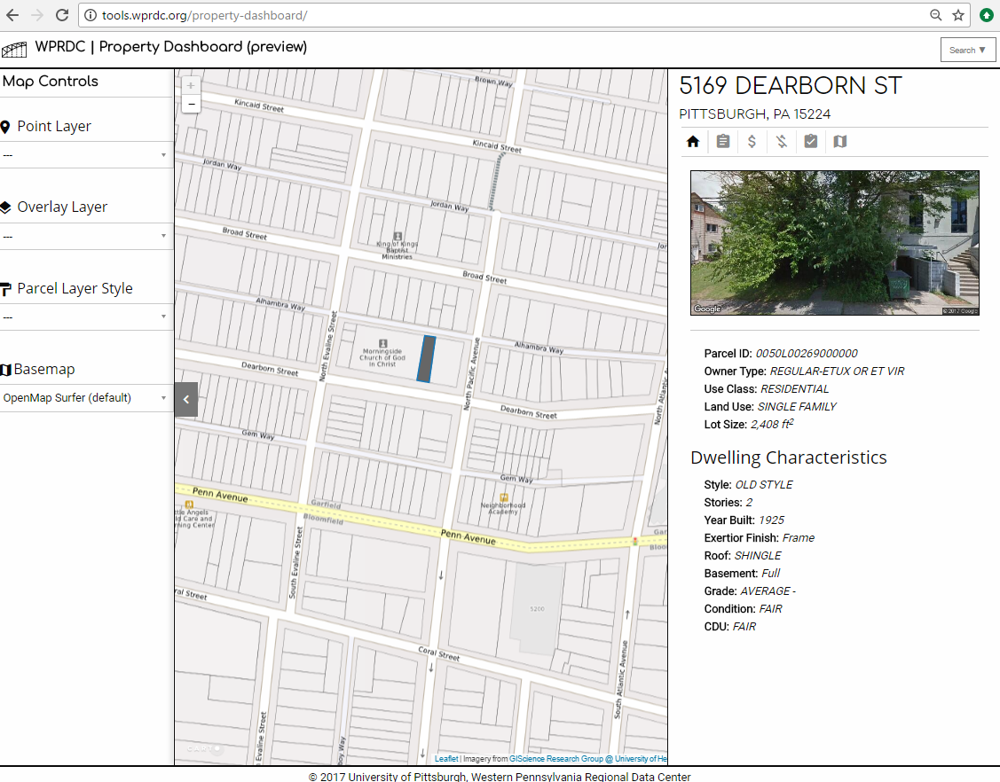 tools.wprdc.org/property-dashboard/
WPRDC | Property Dashboard (preview)
Search ▼
Map Controls
Point Layer
---
Overlay Layer
---
Parcel Layer Style
---
Basemap
OpenMap Surfer (default)
+
−
Brown Way
Kincaid Street
Kincaid Street
Jordan Way
Jordan Way
Jor
Broad Street
King of Kings
Baptist
Ministries
Broad Street
Alhambra Way
North Evaline Street
Morningside
Church of God
in Christ
North Pacific Avenue
Alhambra Way
Dearborn Street
Dearborn Street
North Atlantic A
Gem Way
Gem Way
Penn Avenue
Garfield
Bloomfield
Neighborhood
Academy
ttle Angels
ld Care and
rning Center
Penn Avenue
Gar
Bloo
South Evaline Street
ral Street
5200
Coral Street
South Atlantic Avenue
Evaline Street
boy Way
CARTO
Leaflet | Imagery from GIScience Research Group @ University of He
5169 DEARBORN ST
PITTSBURGH, PA 15224
Google
© 2017 Google
Parcel ID: 0050L00269000000
Owner Type: REGULAR-ETUX OR ET VIR
Use Class: RESIDENTIAL
Land Use: SINGLE FAMILY
Lot Size: 2,408 ft²
Dwelling Characteristics
Style: OLD STYLE
Stories: 2
Year Built: 1925
Exertior Finish: Frame
Roof: SHINGLE
Basement: Full
Grade: AVERAGE -
Condition: FAIR
CDU: FAIR
© 2017 University of Pittsburgh, Western Pennsylvania Regional Data Center